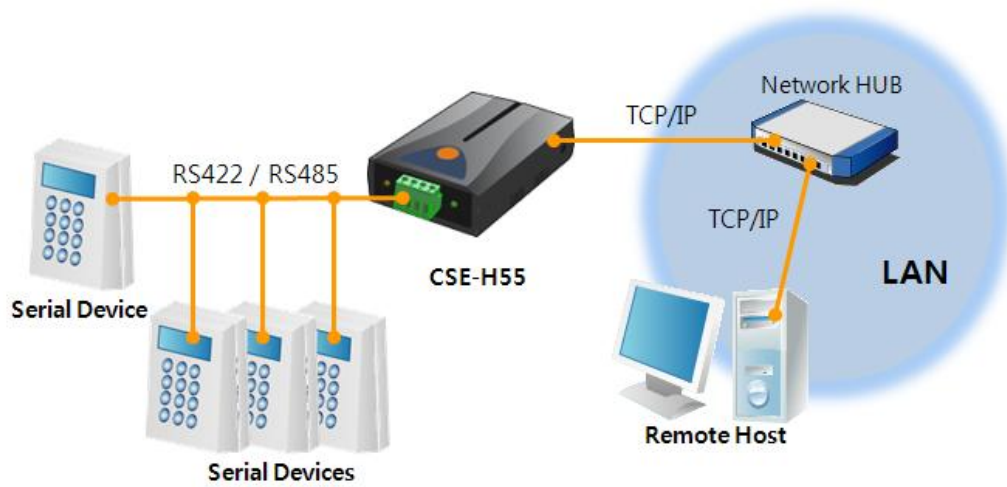 Network HUB
TCP/IP
RS422 / RS485
TCP/IP
LAN
CSE-H55
Serial Device
Remote Host
Serial Devices